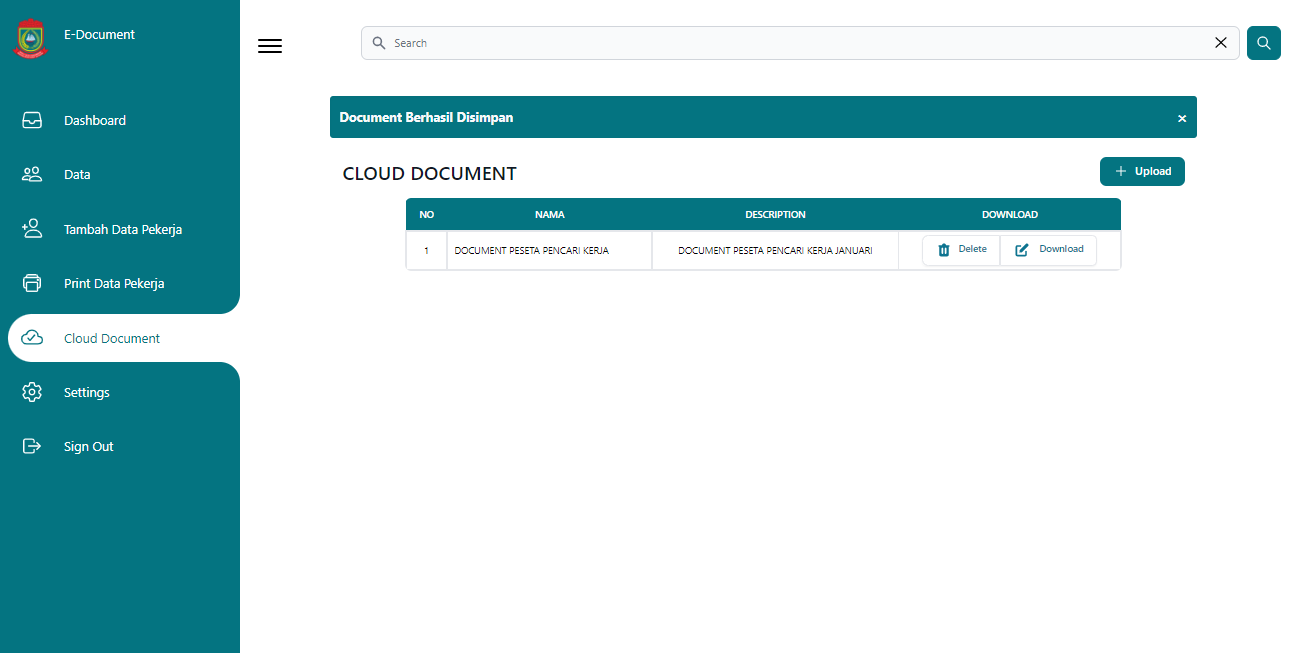 E-Document
Search
Dashboard
Data
Tambah Data Pekerja
Print Data Pekerja
Cloud Document
Settings
Sign Out
Document Berhasil Disimpan ×
CLOUD DOCUMENT
Upload
NO NAMA DESCRIPTION DOWNLOAD
1 DOCUMENT PESETA PENCARI KERJA DOCUMENT PESETA PENCARI KERJA JANUARI Delete Download